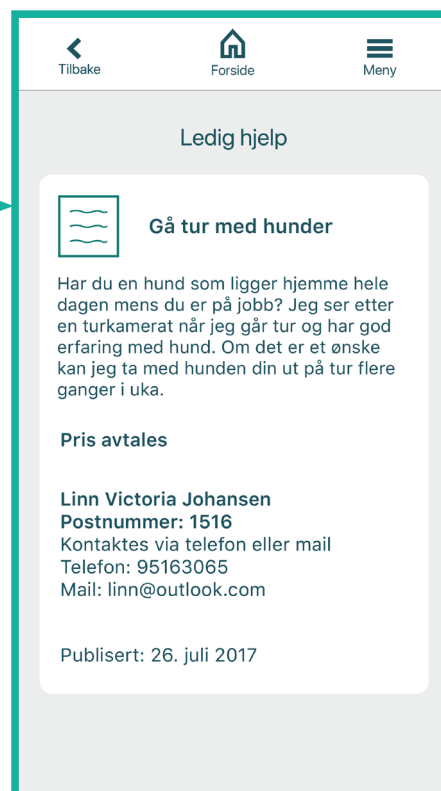 Tilbake Forside Meny
Ledig hjelp
Gå tur med hunder
Har du en hund som ligger hjemme hele
dagen mens du er på jobb? Jeg ser etter
en turkamerat når jeg går tur og har god
erfaring med hund. Om det er et ønske
kan jeg ta med hunden din ut på tur flere
ganger i uka.
Pris avtales
Linn Victoria Johansen
Postnummer: 1516
Kontaktes via telefon eller mail
Telefon: 95163065
Mail: linn@outlook.com
Publisert: 26. juli 2017